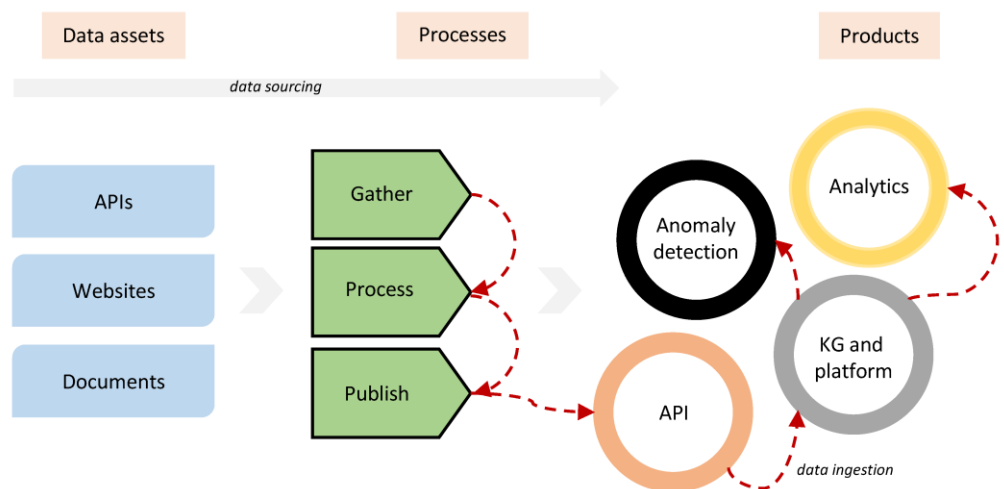 Data assets
Processes
Products
data sourcing
APIs
Websites
Documents
Gather
Process
Publish
Anomaly
detection
Analytics
API
KG and
platform
data ingestion